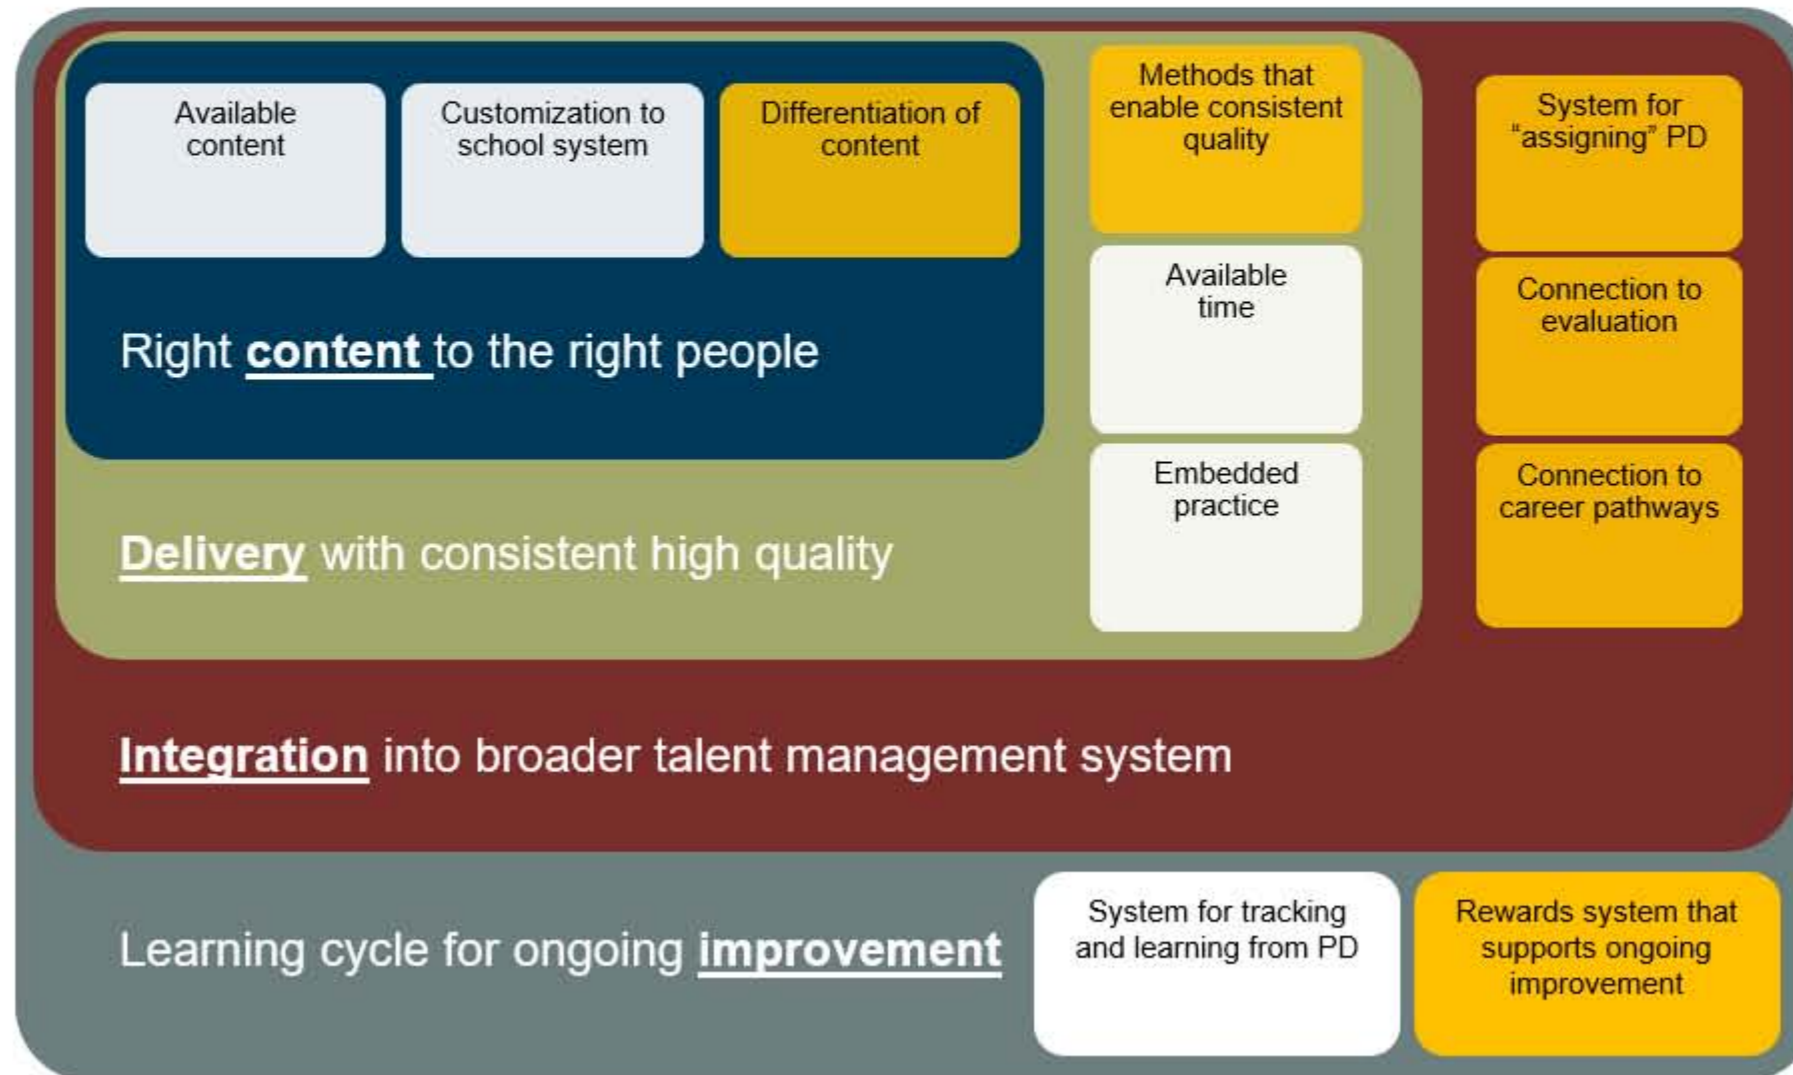 Available
content
Customization to
school system
Differentiation of
content
Right content to the right people
Methods that
enable consistent
quality
Available
time
Embedded
practice
Delivery with consistent high quality
System for
“assigning” PD
Connection to
evaluation
Connection to
career pathways
Integration into broader talent management system
Learning cycle for ongoing improvement
System for tracking
and learning from PD
Rewards system that
supports ongoing
improvement